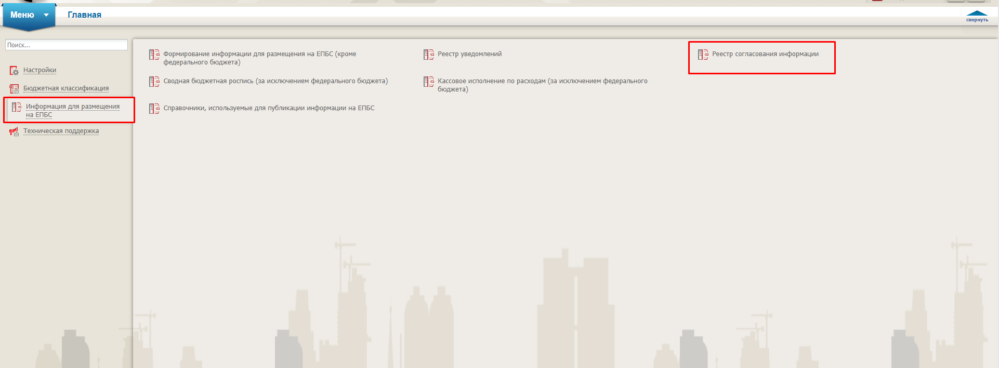 Меню
Главная
свернуть
Поиск...
Настройки
Бюджетная классификация
Информация для размещения
на ЕПБС
Техническая поддержка
Формирование информации для размещения на ЕПБС (кроме
федерального бюджета)
Реестр уведомлений
Реестр согласования информации
Сводная бюджетная роспись (за исключением федерального бюджета)
Кассовое исполнение по расходам (за исключением федерального
бюджета)
Справочники, используемые для публикации информации на ЕПБС